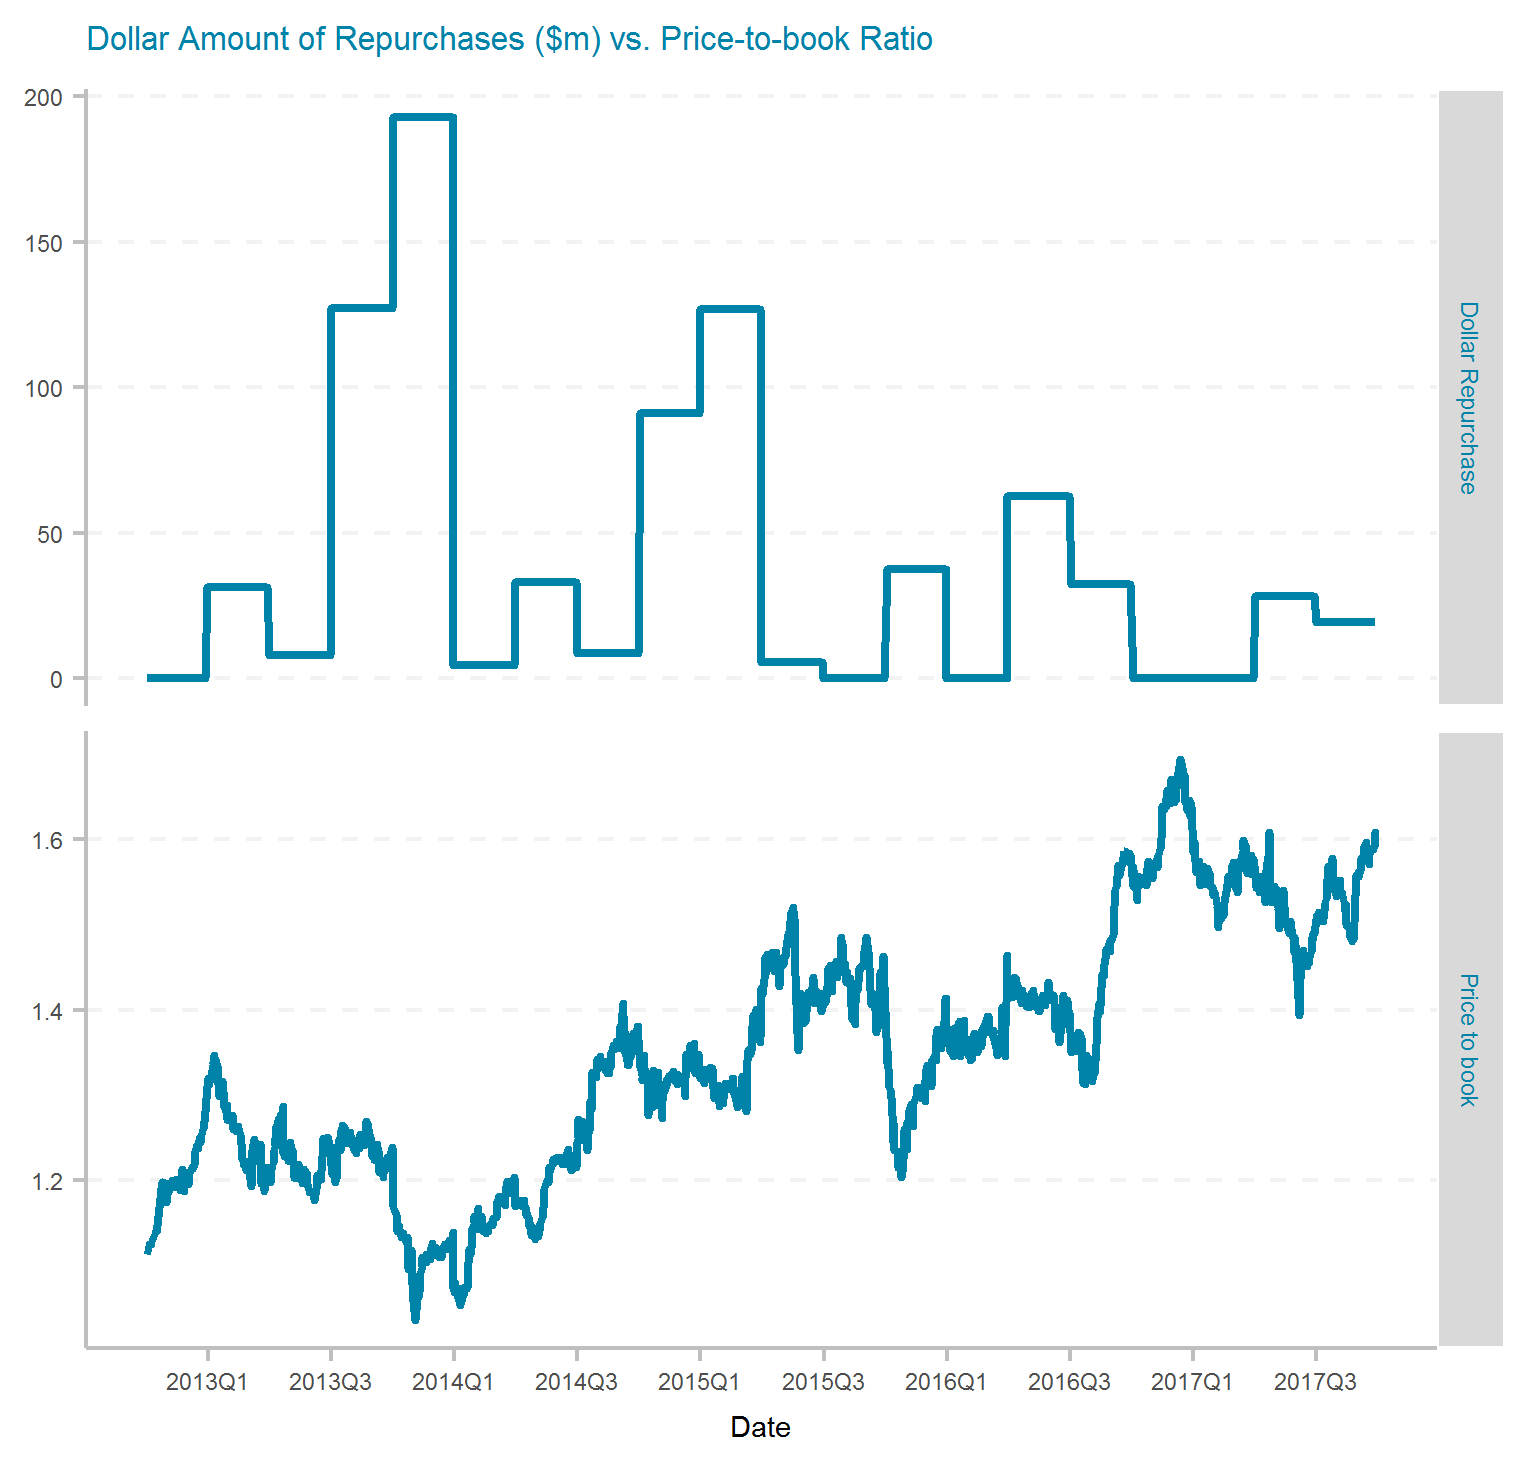 Dollar Amount of Repurchases ($m) vs. Price-to-book Ratio
200
150
100
50
0
Dollar Repurchase
1.6
1.4
1.2
Price to book
2013Q1 2013Q3 2014Q1 2014Q3 2015Q1 2015Q3 2016Q1 2016Q3 2017Q1 2017Q3
Date